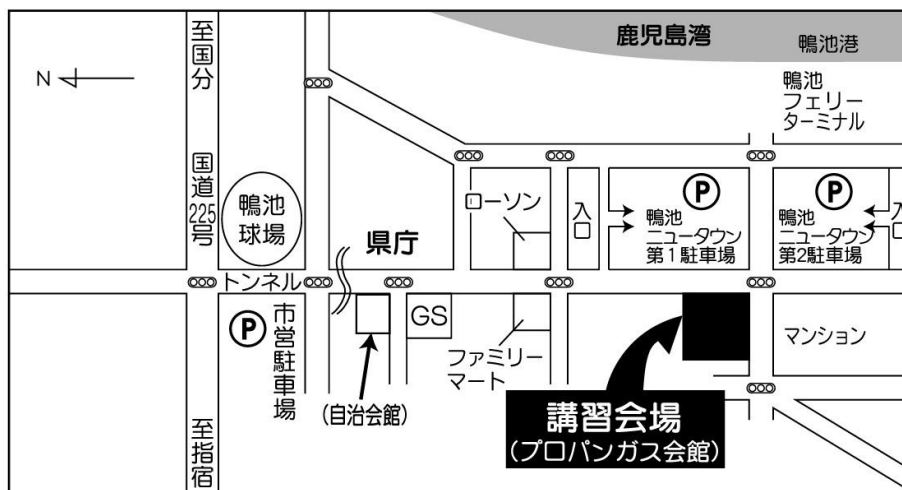 鹿児島湾
鴨池港
鴨池
フェリー
ターミナル
N
至国分
国道225号
鴨池
球場
県庁
ローソン
入口
P
鴨池
ニュータウン
第1駐車場
P
鴨池
ニュータウン
第2駐車場
入口
トンネル
P
市営駐車場
GS
ファミリー
マート
マンション
(自治会館)
講習会場
(プロパンガス会館)
至指宿